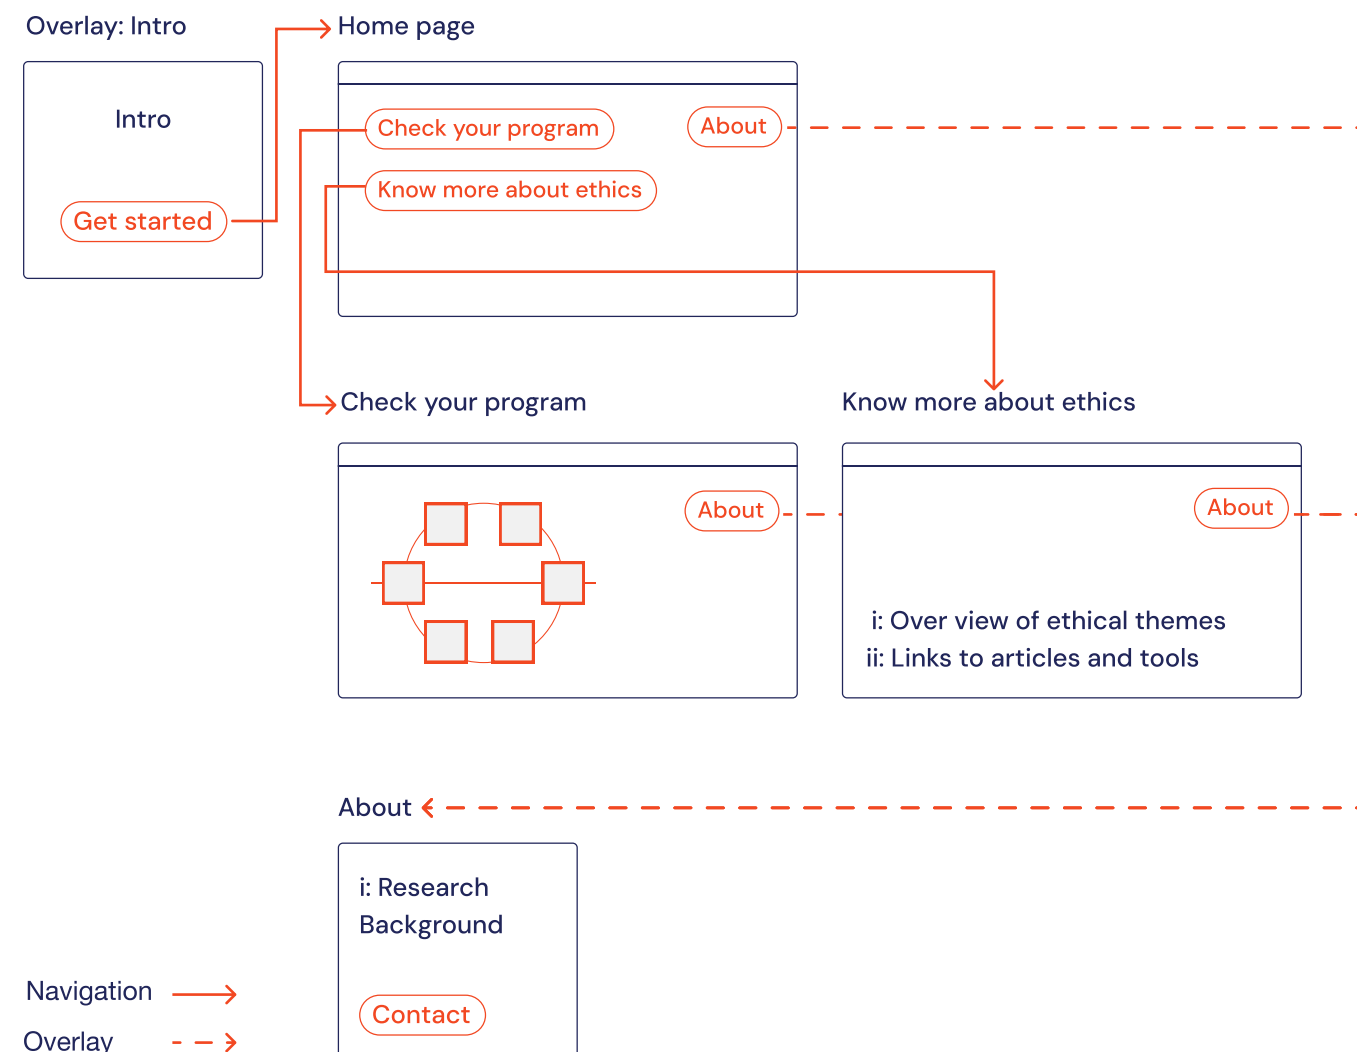 Overlay: Intro
Home page
Intro
Get started
Check your program
About
Know more about ethics
Check your program
Know more about ethics
About
About
i: Over view of ethical themes
ii: Links to articles and tools
About
i: Research
Background
Contact
Navigation
Overlay